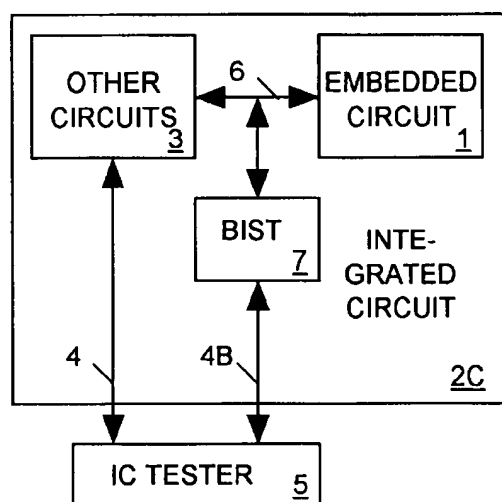 OTHER
CIRCUITS
3
6
EMBEDDED
CIRCUIT
1
BIST
7
INTE-
GRATED
CIRCUIT
4
4B
2C
IC TESTER
5